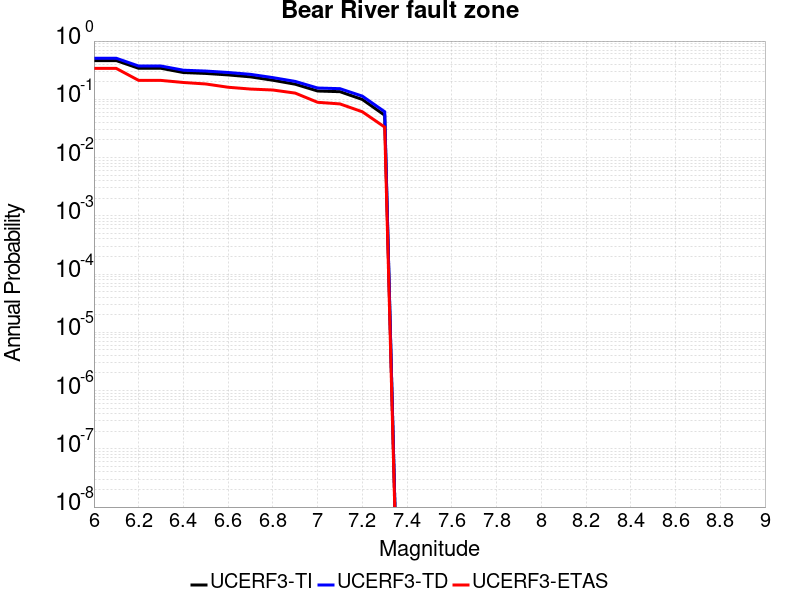 Bear River fault zone
10^0
10^-1
10^-2
10^-3
10^-4
10^-5
10^-6
10^-7
10^-8
Annual Probability
6 6.2 6.4 6.6 6.8 7 7.2 7.4 7.6 7.8 8 8.2 8.4 8.6 8.8 9
Magnitude
UCERF3-TI UCERF3-TD UCERF3-ETAS